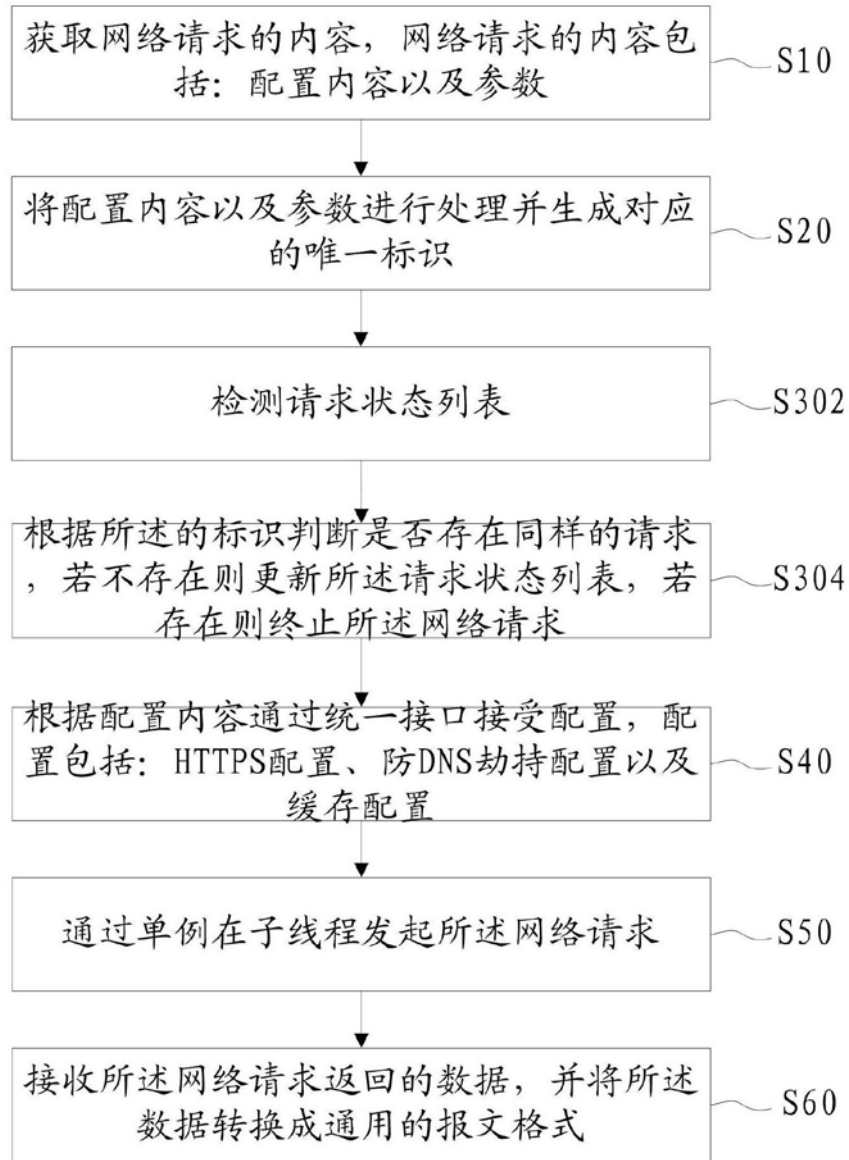 获取网络请求的内容，网络请求的内容包
括：配置内容以及参数
S10
将配置内容以及参数进行处理并生成对应
的唯一标识
S20
检测请求状态列表
S302
根据所述的标识判断是否存在同样的请求
，若不存在则更新所述请求状态列表，若
存在则终止所述网络请求
S304
根据配置内容通过统一接口接受配置，配
置包括：HTTPS配置、防DNS劫持配置以及
缓存配置
S40
通过单例在子线程发起所述网络请求
S50
接收所述网络请求返回的数据，并将所述
数据转换成通用的报文格式
S60